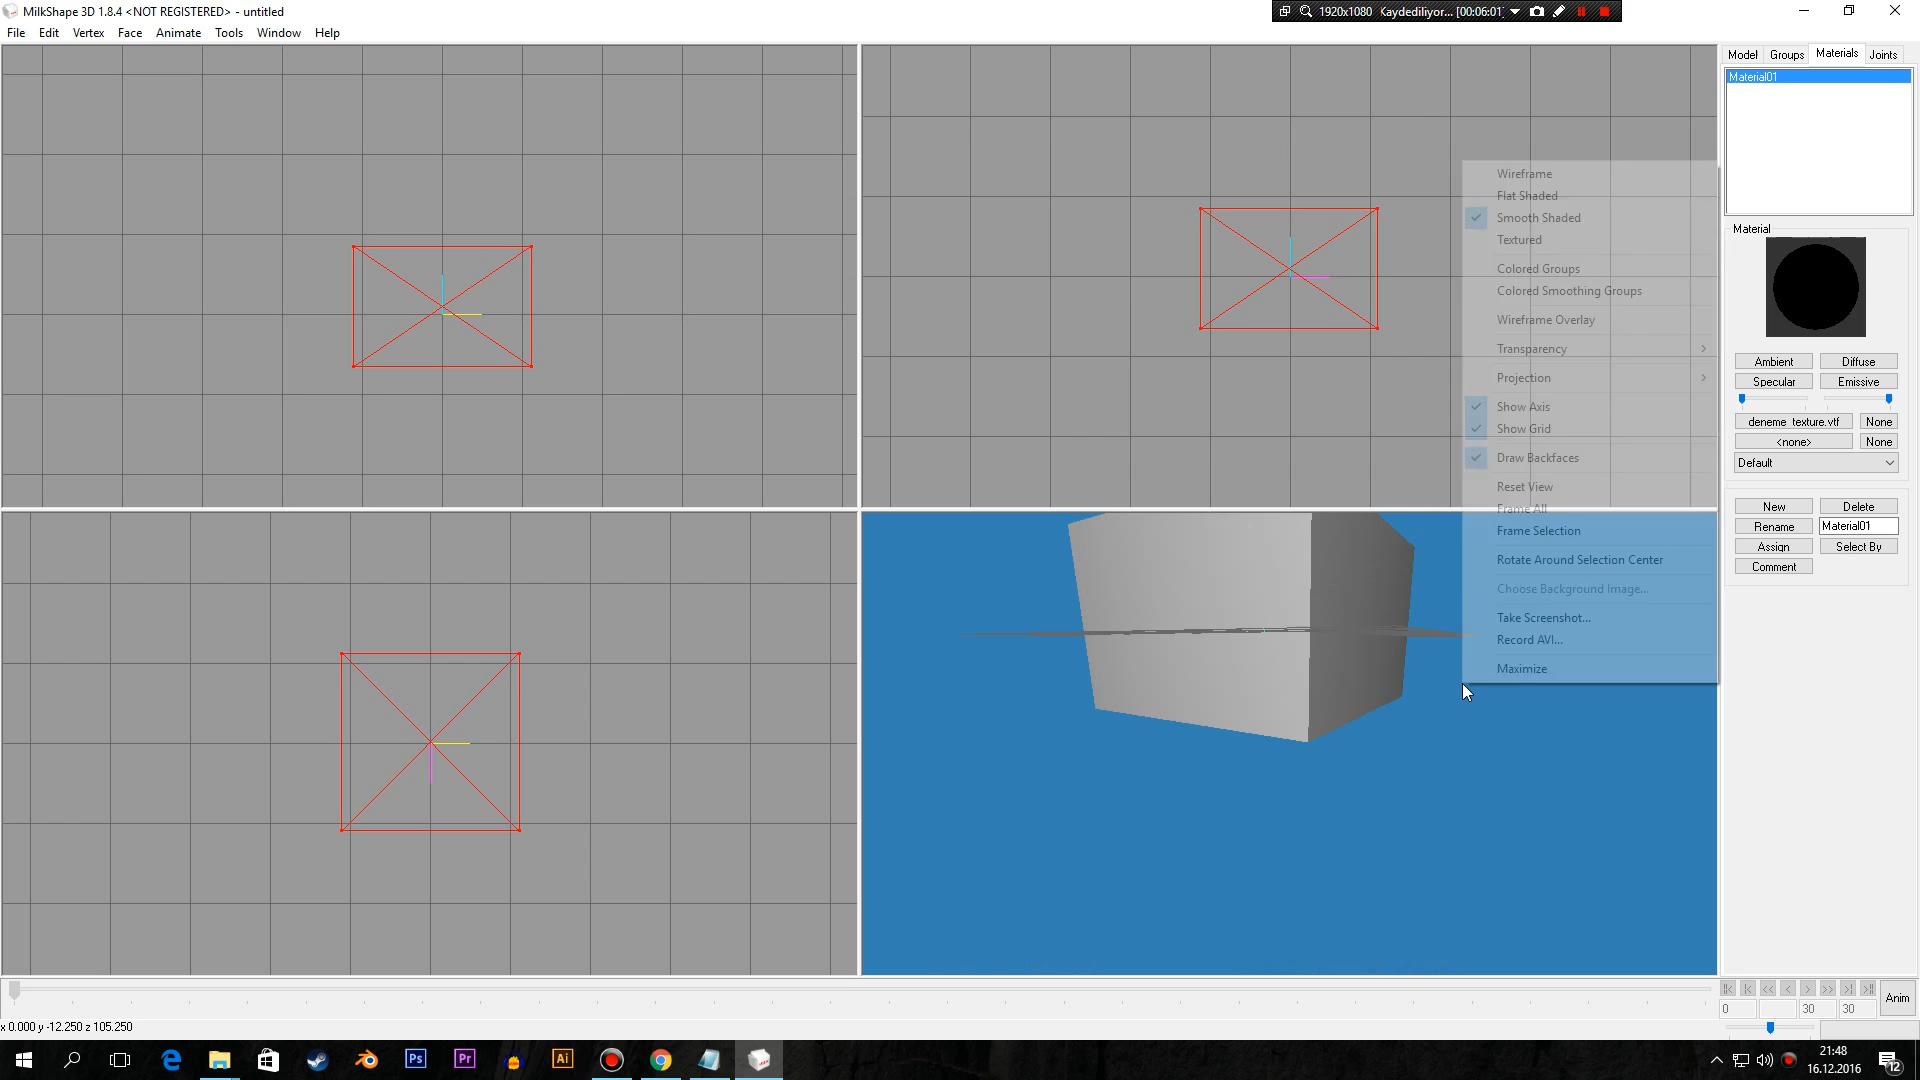 MilkShape 3D 1.8.4 <NOT REGISTERED> - untitled
1920x1080 Kaydediliyor... [00:06:01]
File Edit Vertex Face Animate Tools Window Help
Model Groups Materials Joints
Material01
Wireframe
Flat Shaded
Smooth Shaded
Textured
Colored Groups
Colored Smoothing Groups
Wireframe Overlay
Transparency
Projection
Show Axis
Show Grid
Draw Backfaces
Reset View
Frame All
Frame Selection
Rotate Around Selection Center
Choose Background Image...
Take Screenshot...
Record AVI...
Maximize
Material
Ambient Diffuse
Specular Emissive
deneme_texture.vtf None
<none> None
Default
New Delete
Rename Material01
Assign Select By
Comment
Anim
0 30 30
x 0.000 y -12.250 z 105.250
Ps Pr Ai
21:48
16.12.2016
12